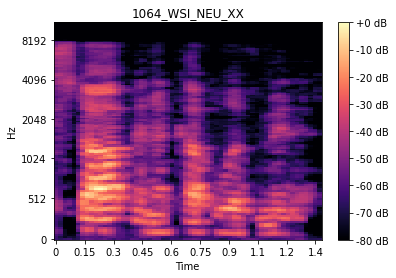 1064_WSI_NEU_XX
8192
4096
2048
1024
512
0
Hz
0 0.15 0.3 0.45 0.6 0.75 0.9 1.1 1.2 1.4
Time
+0 dB
-10 dB
-20 dB
-30 dB
-40 dB
-50 dB
-60 dB
-70 dB
-80 dB